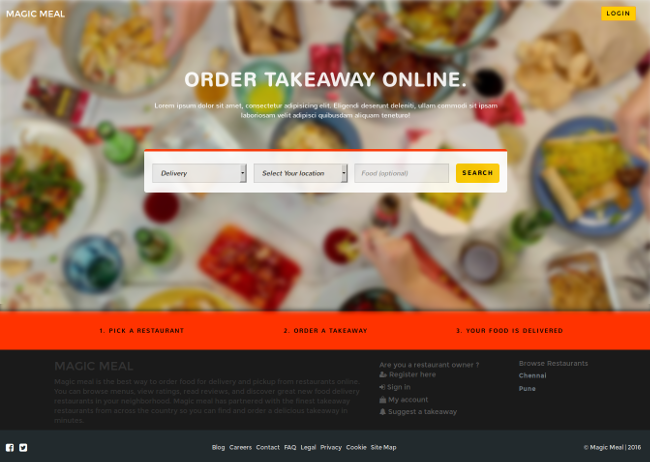 MAGIC MEAL
LOGIN
ORDER TAKEAWAY ONLINE.
Lorem ipsum dolor sit amet, consectetur adipisicing elit. Eligendi deserunt deleniti, ullam commodi sit ipsam
laboriosam velit adipisci quibusdam aliquam teneturo!
Delivery
Select Your location
Food (optional)
SEARCH
1. PICK A RESTAURANT
2. ORDER A TAKEAWAY
3. YOUR FOOD IS DELIVERED
MAGIC MEAL
Magic meal is the best way to order food for delivery and pickup from restaurants online.
You can browse menus, view ratings, read reviews, and discover great new food delivery
restaurants in your neighborhood. Magic meal has partnered with the finest takeaway
restaurants from across the country so you can find and order a delicious takeaway in
minutes.
Are you a restaurant owner ?
Register here
Sign in
My account
Suggest a takeaway
Browse Restaurants
Chennai
Pune
Blog Careers Contact FAQ Legal Privacy Cookie Site Map
© Magic Meal | 2016